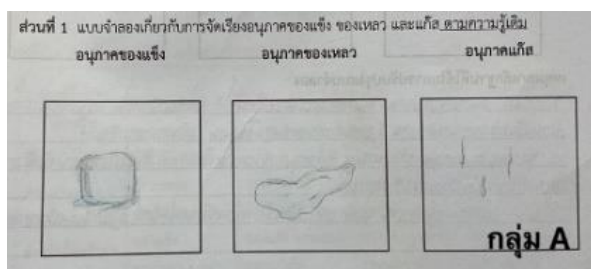 ส่วนที่ 1 แบบจำลองเกี่ยวกับการจัดเรียงอนุภาคของแข็ง ของเหลว และแก๊ส ตามความรู้เดิม
อนุภาคของแข็ง อนุภาคของเหลว อนุภาคแก๊ส
กลุ่ม A